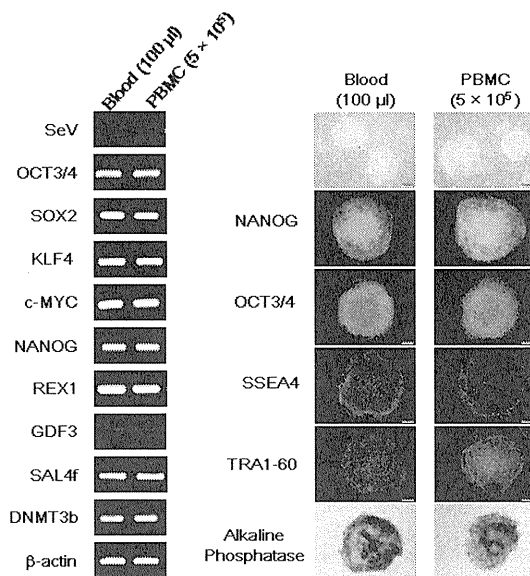 Blood (100 μl)
PBMC (5 × 10⁵)
SeV
OCT3/4
SOX2
KLF4
c-MYC
NANOG
REX1
GDF3
SAL4f
DNMT3b
β-actin
Blood
(100 μl)
PBMC
(5 × 10⁵)
NANOG
OCT3/4
SSEA4
TRA1-60
Alkaline
Phosphatase